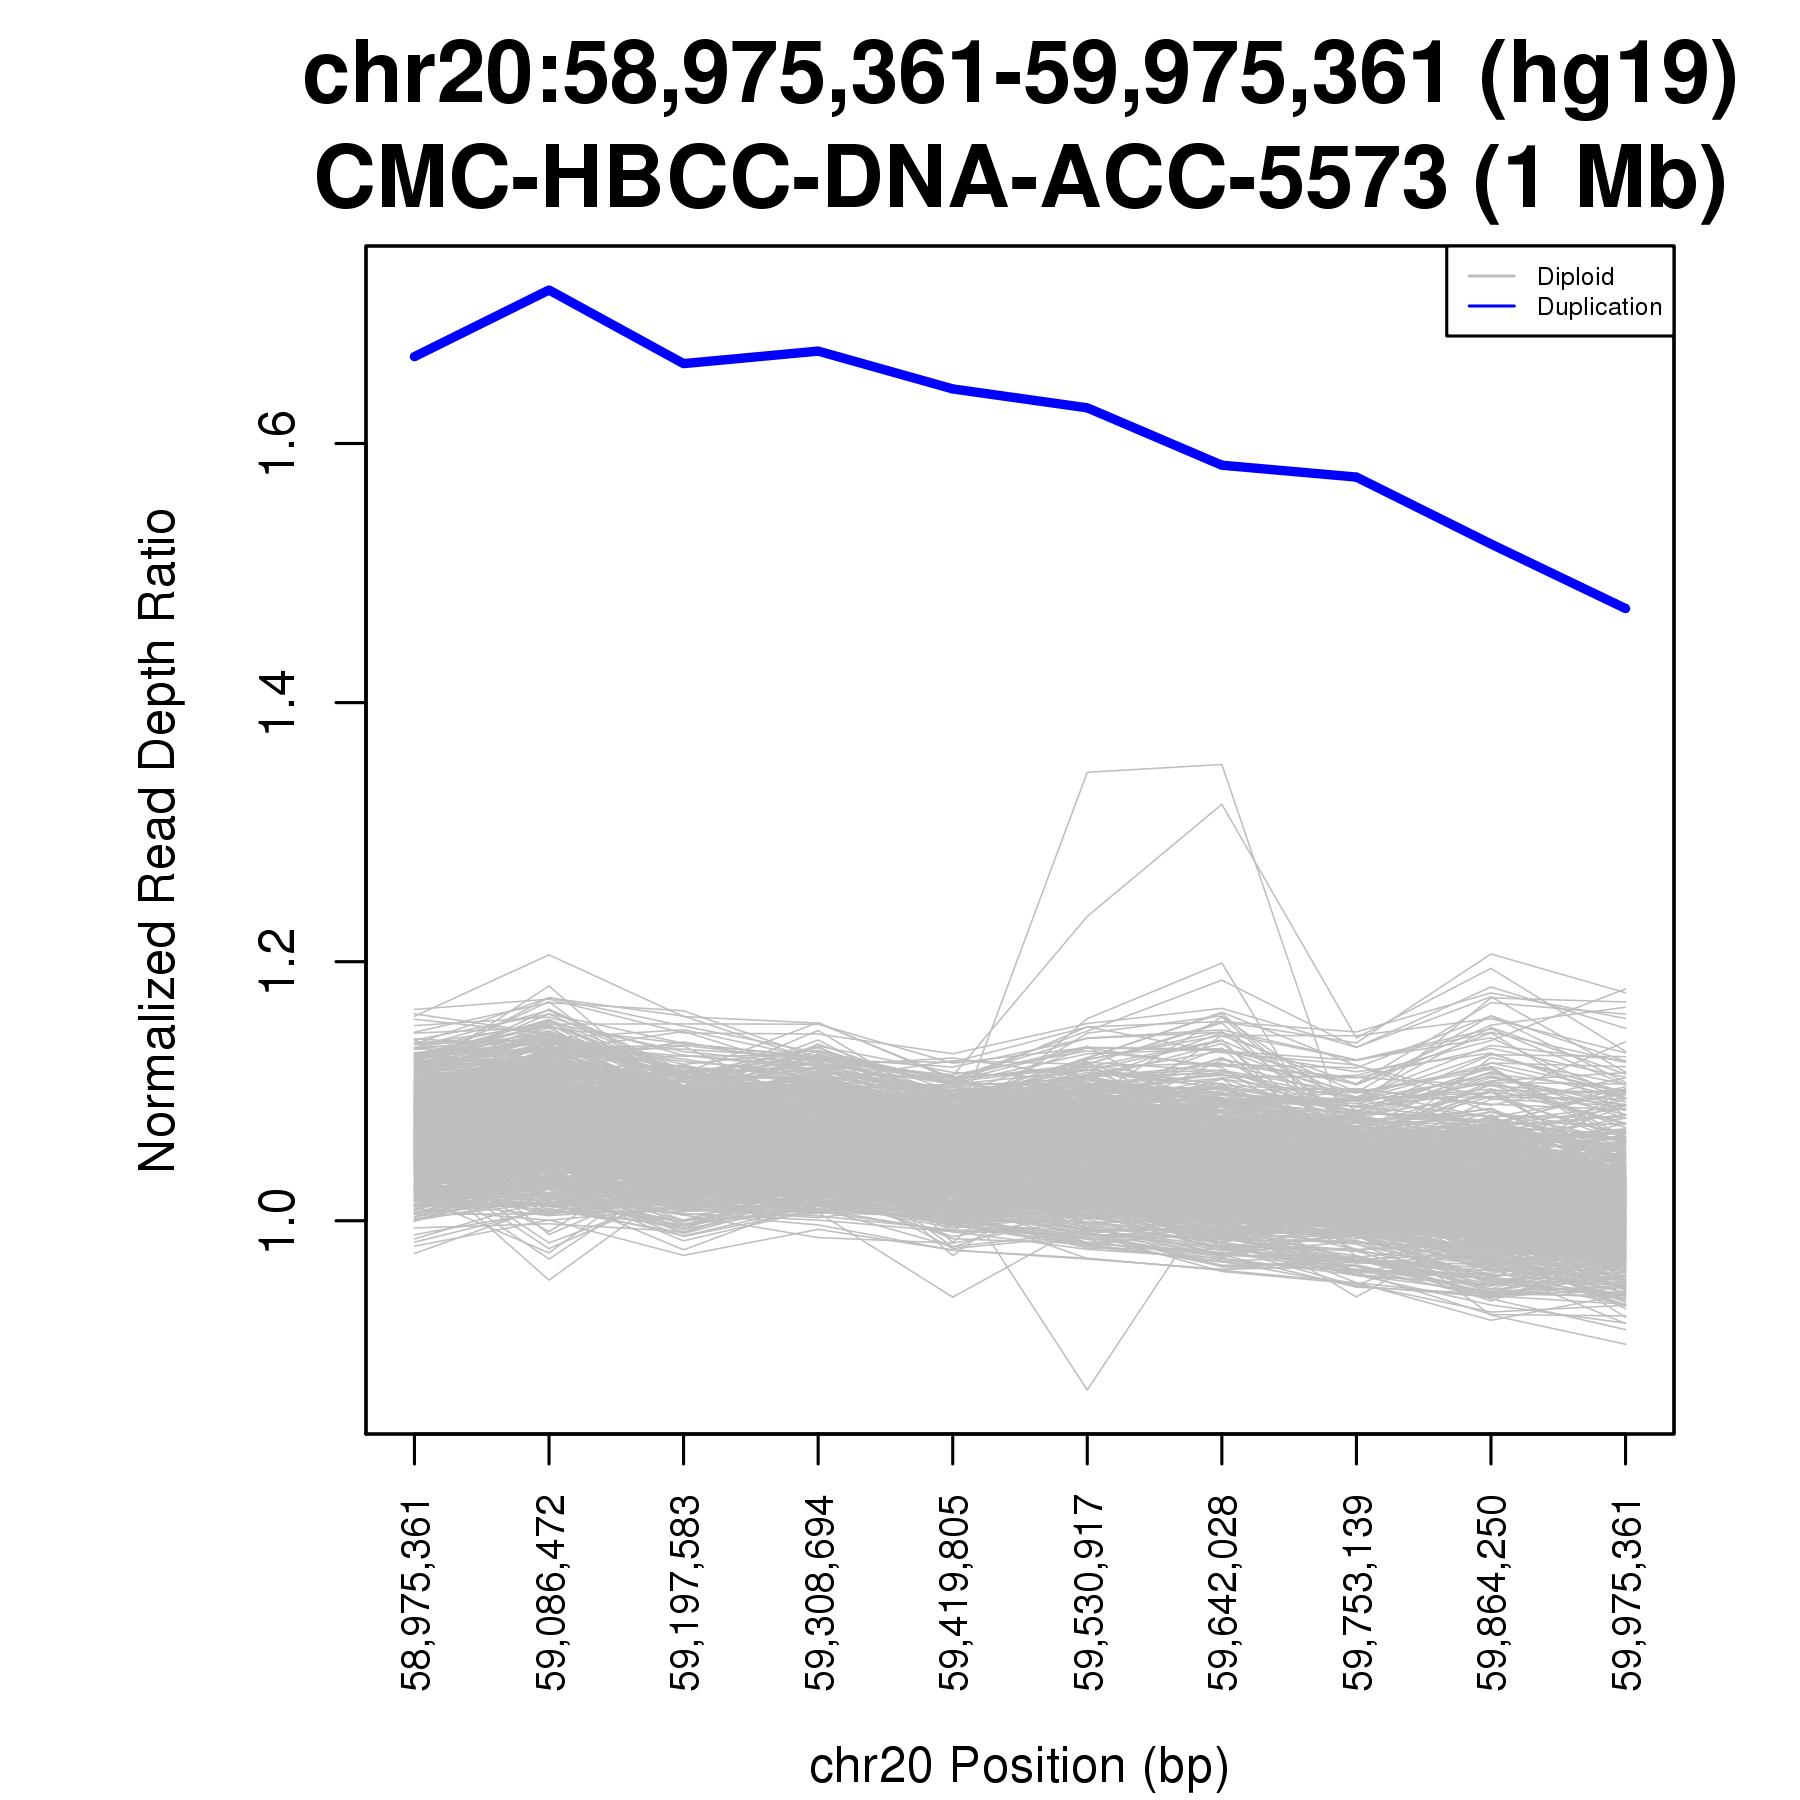 chr20:58,975,361-59,975,361 (hg19)
CMC-HBCC-DNA-ACC-5573 (1 Mb)
Diploid
Duplication
Normalized Read Depth Ratio
1.6
1.4
1.2
1.0
58,975,361
59,086,472
59,197,583
59,308,694
59,419,805
59,530,917
59,642,028
59,753,139
59,864,250
59,975,361
chr20 Position (bp)